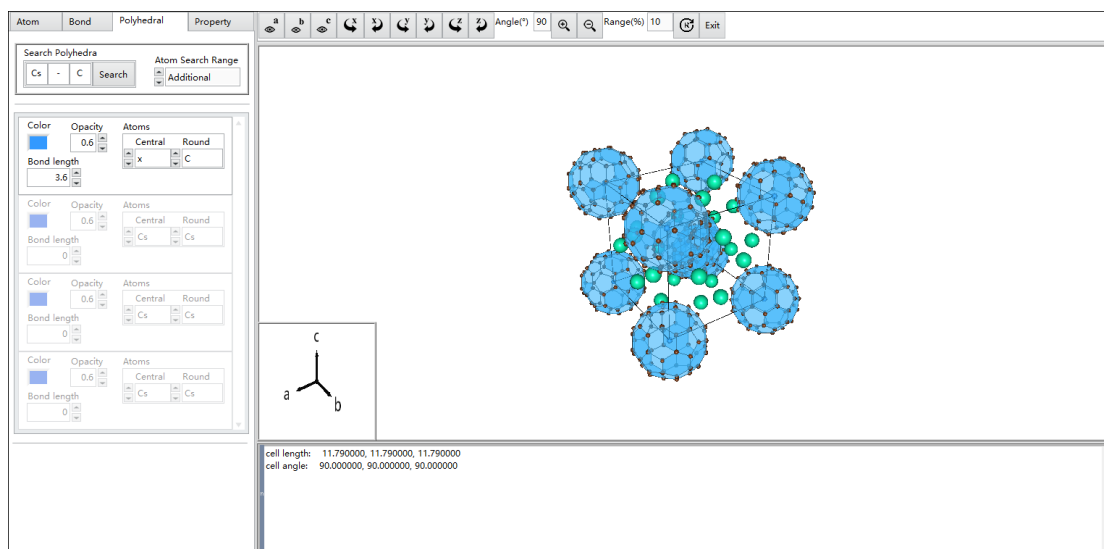 Atom Bond Polyhedral Property
a b c x x y y z z Angle(°) 90 Range(%) 10 R Exit
Search Polyhedra
Cs - C Search
Atom Search Range
Additional
Color Opacity Atoms
0.6 Central Round
x C
Bond length
3.6
Color Opacity Atoms
0.6 Central Round
Cs Cs
Bond length
0
Color Opacity Atoms
0.6 Central Round
Cs Cs
Bond length
0
Color Opacity Atoms
0.6 Central Round
Cs Cs
Bond length
0
c
a
b
cell length: 11.790000, 11.790000, 11.790000
cell angle: 90.000000, 90.000000, 90.000000